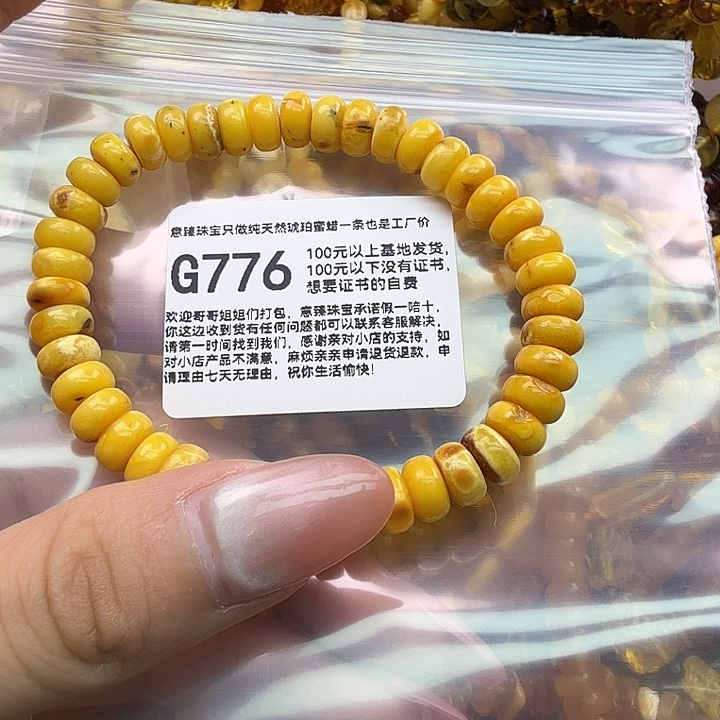 意臻珠宝只做纯天然琥珀蜜蜡一条也是工厂价
G776
100元以上基地发货,
100元以下没有证书,
想要证书的自费
欢迎哥哥姐姐们打包, 意臻珠宝承诺假一陪十,
你这边收到货有任何问题都可以联系客服解决,
请第一时间找到我们, 感谢亲对小店的支持, 如
对小店产品不满意, 麻烦亲亲申请退货退款, 申
请理由七天无理由, 祝你生活愉快!